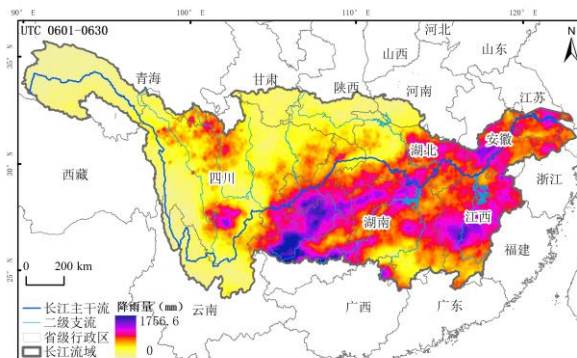 90° E 100° E 110° E 120° E
UTC 0601-0630
N
35°N
30°N
25°N
35°N
30°N
25°N
河北
山西
山东
青海
甘肃
陕西
河南
江苏
安徽
湖北
四川
西藏
浙江
湖南
江西
福建
云南
广西
广东
0 200 km
长江主干流
二级支流
省级行政区
长江流域
降雨量(mm)
1756.6
0